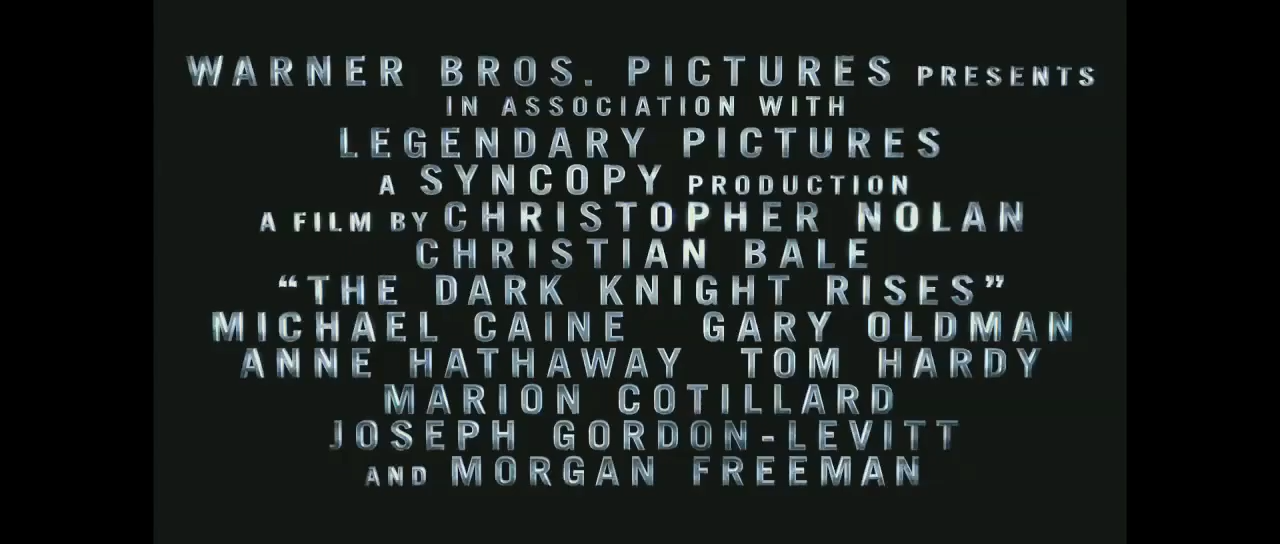 WARNER BROS. PICTURES PRESENTS
IN ASSOCIATION WITH
LEGENDARY PICTURES
A SYNCOPY PRODUCTION
A FILM BY CHRISTOPHER NOLAN
CHRISTIAN BALE
“THE DARK KNIGHT RISES”
MICHAEL CAINE GARY OLDMAN
ANNE HATHAWAY TOM HARDY
MARION COTILLARD
JOSEPH GORDON-LEVITT
AND MORGAN FREEMAN